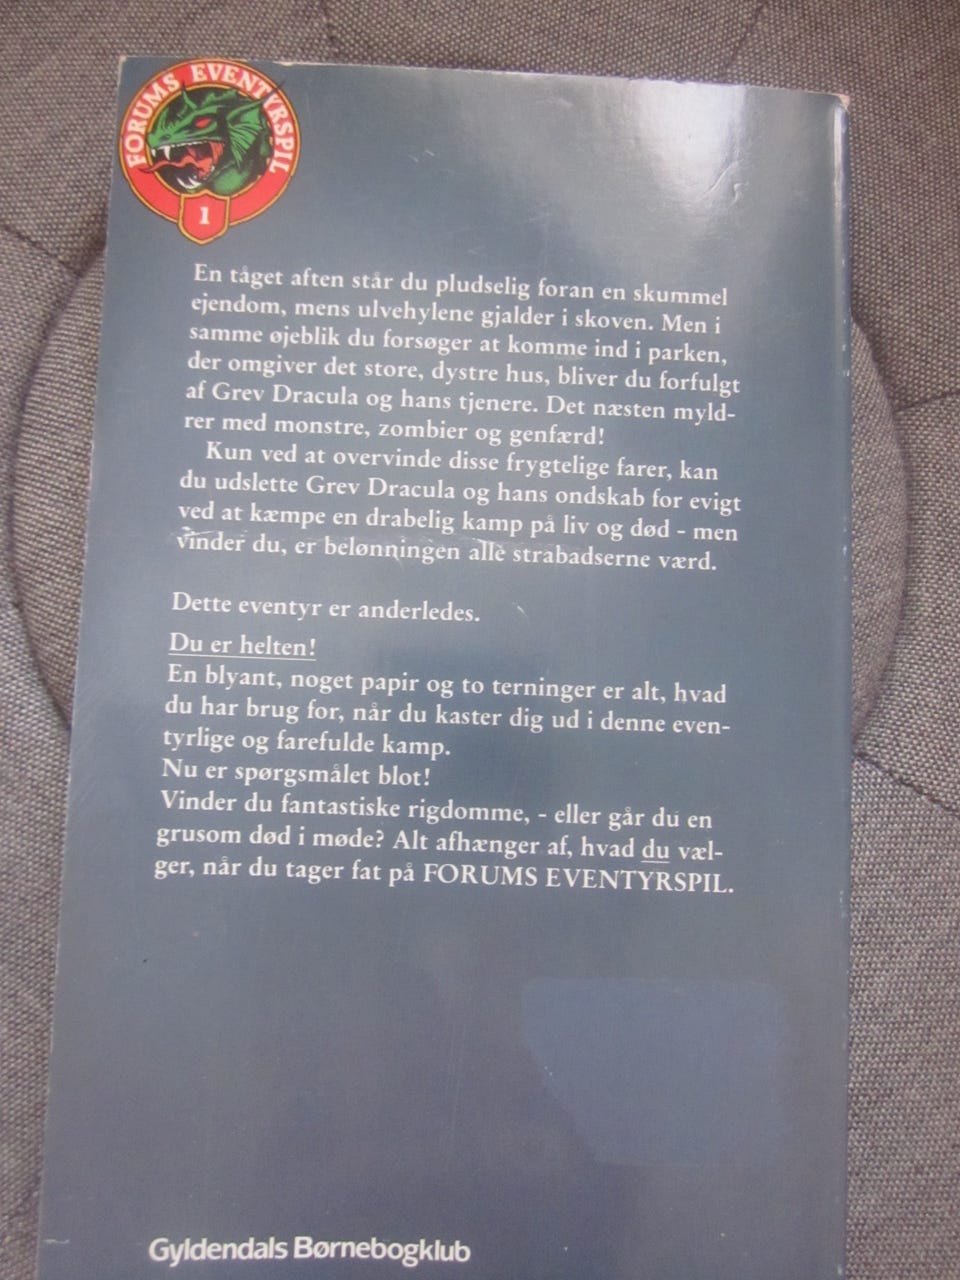 FORUMS EVENTYRSPIL
1
En tåget aften står du pludselig foran en skummel
ejendom, mens ulvehylene gjalder i skoven. Men i
samme øjeblik du forsøger at komme ind i parken,
der omgiver det store, dystre hus, bliver du forfulgt
af Grev Dracula og hans tjenere. Det næsten myld-
rer med monstre, zombier og genfærd!
Kun ved at overvinde disse frygtelige farer, kan
du udslette Grev Dracula og hans ondskab for evigt
ved at kæmpe en drabelig kamp på liv og død - men
vinder du, er belønningen alle strabadserne værd.
Dette eventyr er anderledes.
Du er helten!
En blyant, noget papir og to terninger er alt, hvad
du har brug for, når du kaster dig ud i denne even-
tyrlige og farefulde kamp.
Nu er spørgsmålet blot!
Vinder du fantastiske rigdomme, - eller går du en
grusom død i møde? Alt afhænger af, hvad du væl-
ger, når du tager fat på FORUMS EVENTYRSPIL.
Gyldendals Børnebogklub